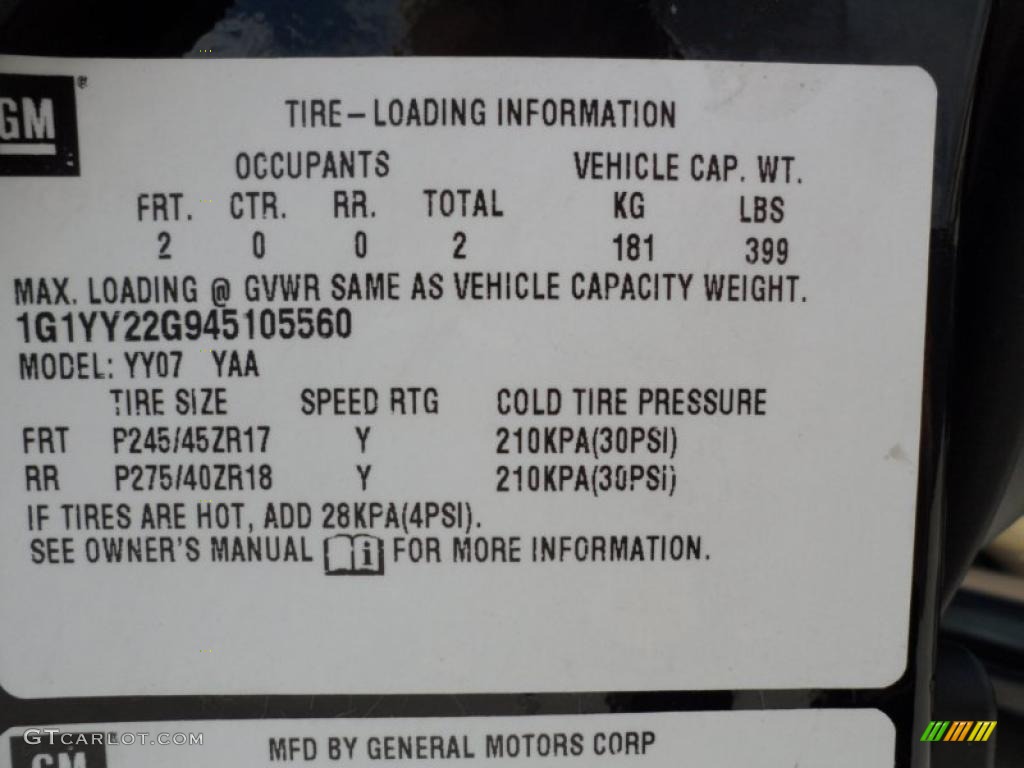 GM®
TIRE-LOADING INFORMATION
OCCUPANTS VEHICLE CAP. WT.
FRT. CTR. RR. TOTAL KG LBS
2 0 0 2 181 399
MAX. LOADING @ GVWR SAME AS VEHICLE CAPACITY WEIGHT.
1G1YY22G945105560
MODEL: YY07 YAA
TIRE SIZE SPEED RTG COLD TIRE PRESSURE
FRT P245/45ZR17 Y 210KPA(30PSI)
RR P275/40ZR18 Y 210KPA(30PSi)
IF TIRES ARE HOT, ADD 28KPA(4PSI).
SEE OWNER'S MANUAL i FOR MORE INFORMATION.
GTCarLot.com
GM
MFD BY GENERAL MOTORS CORP